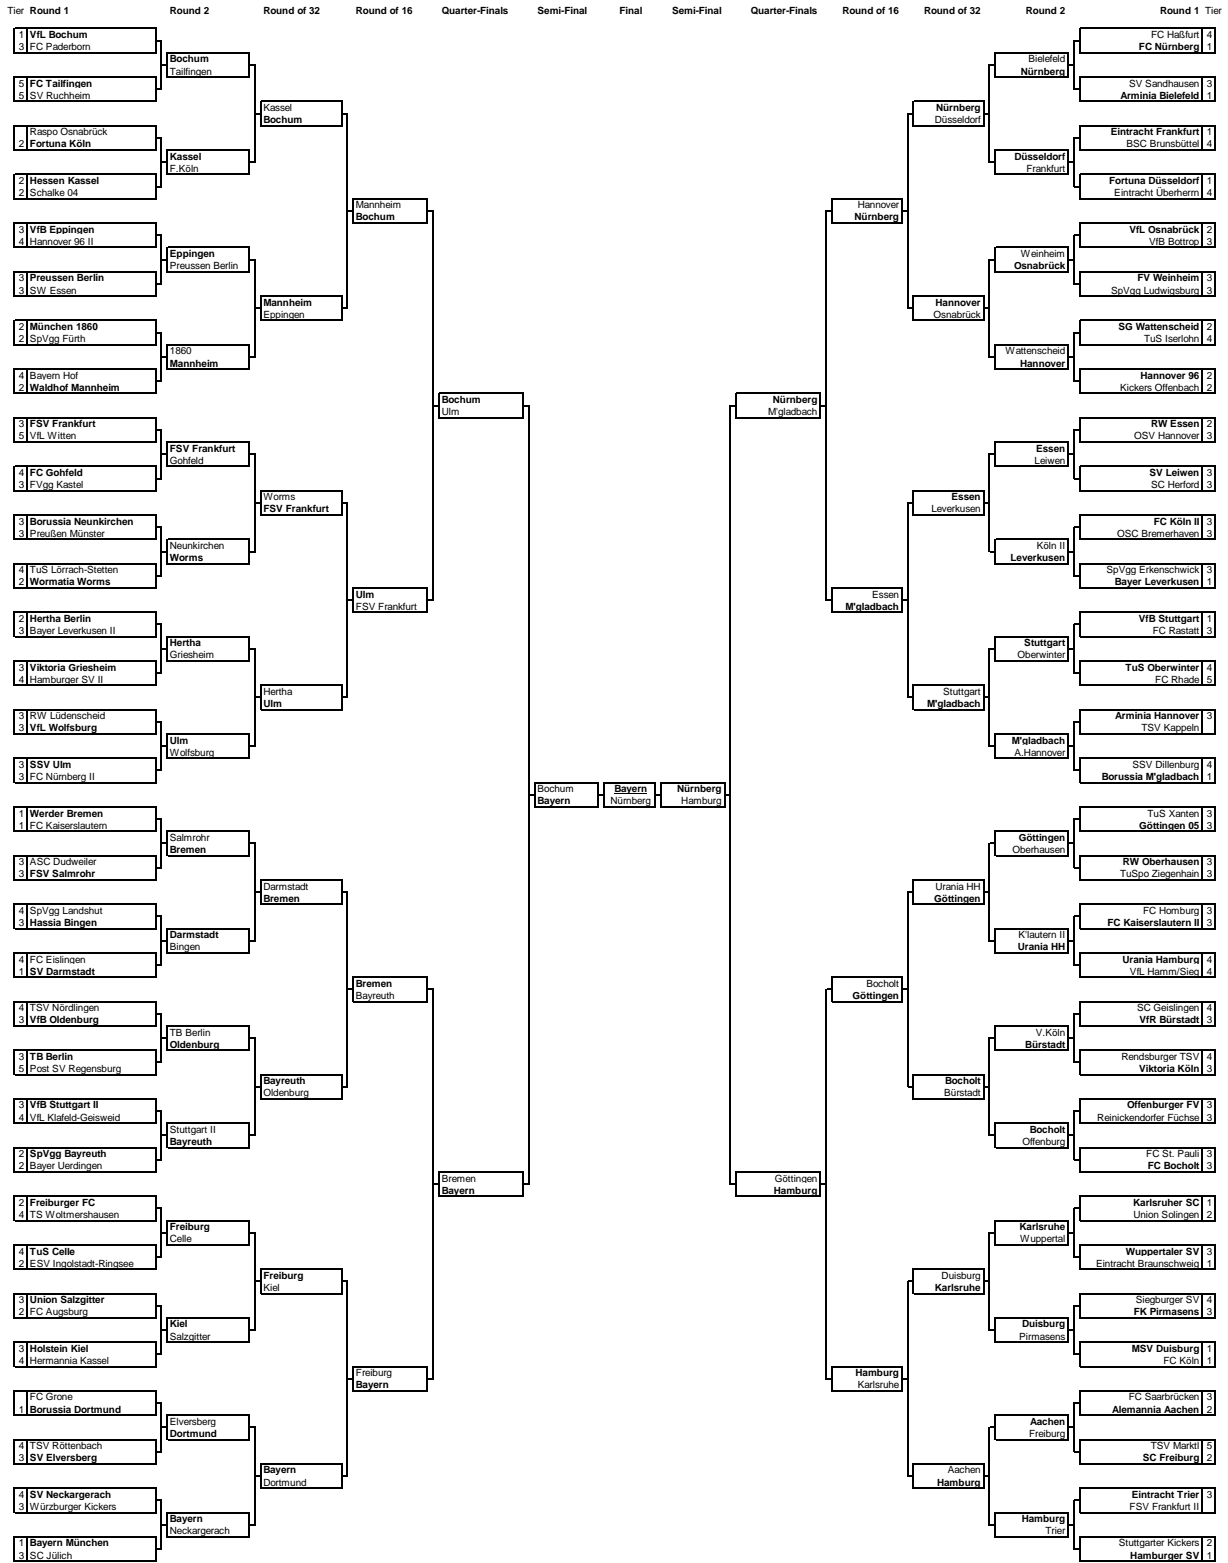 Tier Round 1 Round 2 Round of 32 Round of 16 Quarter-Finals Semi-Final Final Semi-Final Quarter-Finals Round of 16 Round of 32 Round 2 Round 1 Tier
1 VfL Bochum
3 FC Paderborn
5 FC Tailfingen
5 SV Ruchheim
Raspo Osnabrück
2 Fortuna Köln
2 Hessen Kassel
2 Schalke 04
3 VfB Eppingen
4 Hannover 96 II
3 Preussen Berlin
3 SW Essen
2 München 1860
2 SpVgg Fürth
4 Bayern Hof
2 Waldhof Mannheim
3 FSV Frankfurt
5 VfL Witten
4 FC Gohfeld
3 FVgg Kastel
3 Borussia Neunkirchen
3 Preußen Münster
4 TuS Lörrach-Stetten
2 Wormatia Worms
2 Hertha Berlin
3 Bayer Leverkusen II
3 Viktoria Griesheim
4 Hamburger SV II
3 RW Lüdenscheid
3 VfL Wolfsburg
3 SSV Ulm
3 FC Nürnberg II
1 Werder Bremen
1 FC Kaiserslautern
3 ASC Dudweiler
3 FSV Salmrohr
4 SpVgg Landshut
3 Hassia Bingen
4 FC Eislingen
1 SV Darmstadt
4 TSV Nördlingen
3 VfB Oldenburg
3 TB Berlin
5 Post SV Regensburg
3 VfB Stuttgart II
4 VfL Klafeld-Geisweid
2 SpVgg Bayreuth
2 Bayer Uerdingen
2 Freiburger FC
4 TS Woltmershausen
4 TuS Celle
2 ESV Ingolstadt-Ringsee
3 Union Salzgitter
2 FC Augsburg
3 Holstein Kiel
4 Hermannia Kassel
FC Grone
1 Borussia Dortmund
4 TSV Röttenbach
3 SV Elversberg
4 SV Neckargerach
3 Würzburger Kickers
1 Bayern München
3 SC Jülich
Bochum
Tailfingen
Kassel
F.Köln
Eppingen
Preussen Berlin
1860
Mannheim
FSV Frankfurt
Gohfeld
Neunkirchen
Worms
Hertha
Griesheim
Ulm
Wolfsburg
Salmrohr
Bremen
Darmstadt
Bingen
TB Berlin
Oldenburg
Stuttgart II
Bayreuth
Freiburg
Celle
Kiel
Salzgitter
Elversberg
Dortmund
Bayern
Neckargerach
Kassel
Bochum
Mannheim
Eppingen
Worms
FSV Frankfurt
Hertha
Ulm
Darmstadt
Bremen
Bayreuth
Oldenburg
Freiburg
Kiel
Bayern
Dortmund
Mannheim
Bochum
Ulm
FSV Frankfurt
Bremen
Bayreuth
Freiburg
Bayern
Bochum
Ulm
Bremen
Bayern
Bochum
Bayern
Bayern
Nürnberg
Nürnberg
Hamburg
Nürnberg
M'gladbach
Göttingen
Hamburg
Hannover
Nürnberg
Essen
M'gladbach
Bocholt
Göttingen
Hamburg
Karlsruhe
Nürnberg
Düsseldorf
Hannover
Osnabrück
Essen
Leverkusen
Stuttgart
M'gladbach
Urania HH
Göttingen
Bocholt
Bürstadt
Duisburg
Karlsruhe
Aachen
Hamburg
Bielefeld
Nürnberg
Düsseldorf
Frankfurt
Weinheim
Osnabrück
Wattenscheid
Hannover
Essen
Leiwen
Köln II
Leverkusen
Stuttgart
Oberwinter
M'gladbach
A.Hannover
Göttingen
Oberhausen
K'lautern II
Urania HH
V.Köln
Bürstadt
Bocholt
Offenburg
Karlsruhe
Wuppertal
Duisburg
Pirmasens
Aachen
Freiburg
Hamburg
Trier
FC Haßfurt 4
FC Nürnberg 1
SV Sandhausen 3
Arminia Bielefeld 1
Eintracht Frankfurt 1
BSC Brunsbüttel 4
Fortuna Düsseldorf 1
Eintracht Überherrn 4
VfL Osnabrück 2
VfB Bottrop 3
FV Weinheim 3
SpVgg Ludwigsburg 3
SG Wattenscheid 2
TuS Iserlohn 4
Hannover 96 2
Kickers Offenbach 2
RW Essen 2
OSV Hannover 3
SV Leiwen 3
SC Herford 3
FC Köln II 3
OSC Bremerhaven 3
SpVgg Erkenschwick 3
Bayer Leverkusen 1
VfB Stuttgart 1
FC Rastatt 3
TuS Oberwinter 4
FC Rhade 5
Arminia Hannover 3
TSV Kappeln
SSV Dillenburg 4
Borussia M'gladbach 1
TuS Xanten 3
Göttingen 05 3
RW Oberhausen 3
TuSpo Ziegenhain 3
FC Homburg 3
FC Kaiserslautern II 3
Urania Hamburg 4
VfL Hamm/Sieg 4
SC Geislingen 4
VfR Bürstadt 3
Rendsburger TSV 4
Viktoria Köln 3
Offenburger FV 3
Reinickendorfer Füchse 3
FC St. Pauli 3
FC Bocholt 3
Karlsruher SC 1
Union Solingen 2
Wuppertaler SV 3
Eintracht Braunschweig 1
Siegburger SV 4
FK Pirmasens 3
MSV Duisburg 1
FC Köln 1
FC Saarbrücken 3
Alemannia Aachen 2
TSV Marktl 5
SC Freiburg 2
Eintracht Trier 3
FSV Frankfurt II
Stuttgarter Kickers 2
Hamburger SV 1